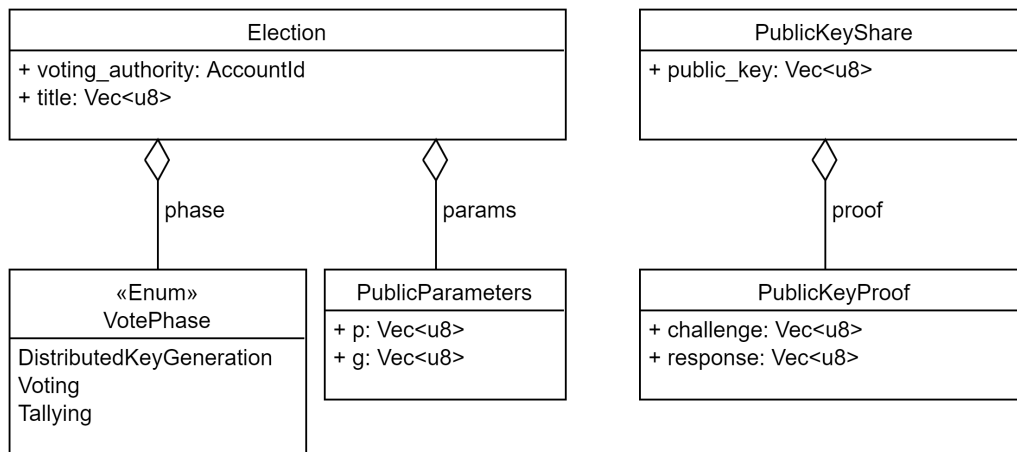 Election
+ voting_authority: AccountId
+ title: Vec<u8>
PublicKeyShare
+ public_key: Vec<u8>
phase
params
proof
«Enum»
VotePhase
DistributedKeyGeneration
Voting
Tallying
PublicParameters
+ p: Vec<u8>
+ g: Vec<u8>
PublicKeyProof
+ challenge: Vec<u8>
+ response: Vec<u8>